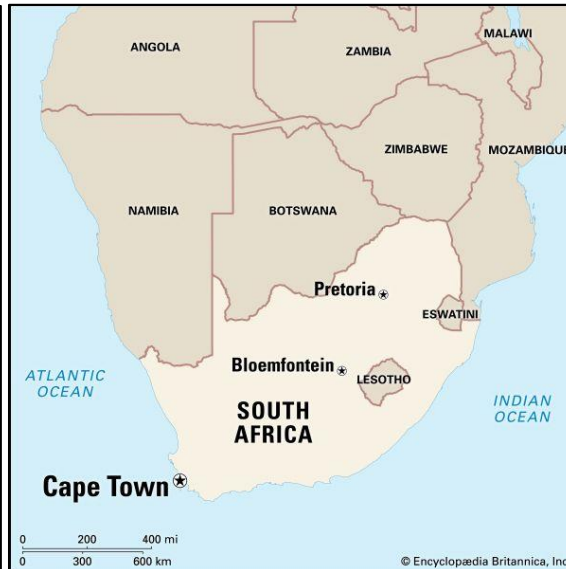 ANGOLA
ZAMBIA
MALAWI
ZIMBABWE
MOZAMBIQUE
NAMIBIA
BOTSWANA
Pretoria
ESWATINI
Bloemfontein
LESOTHO
ATLANTIC
OCEAN
SOUTH
AFRICA
INDIAN
OCEAN
Cape Town
0 200 400 mi
0 300 600 km
© Encyclopædia Britannica, Inc